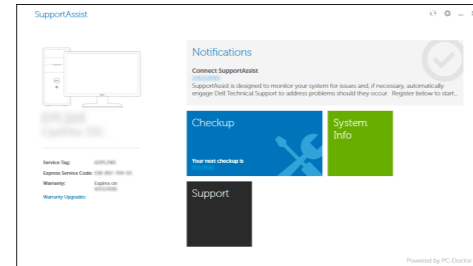 SupportAssist
Notifications
Connect SupportAssist
SupportAssist is designed to monitor your system for issues and, if necessary, automatically
engage Dell Technical Support to address problems should they occur. Register below to start...
Checkup
Your next checkup is
System
Info
Support
Service Tag:
Express Service Code:
Warranty:
Expires on
Warranty Upgrades
Powered by PC-Doctor